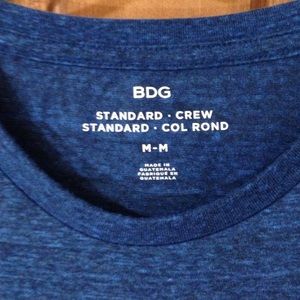 BDG
STANDARD · CREW
STANDARD · COL ROND
M-M
MADE IN
GUATEMALA
FABRIQUÉ EN
GUATEMALA